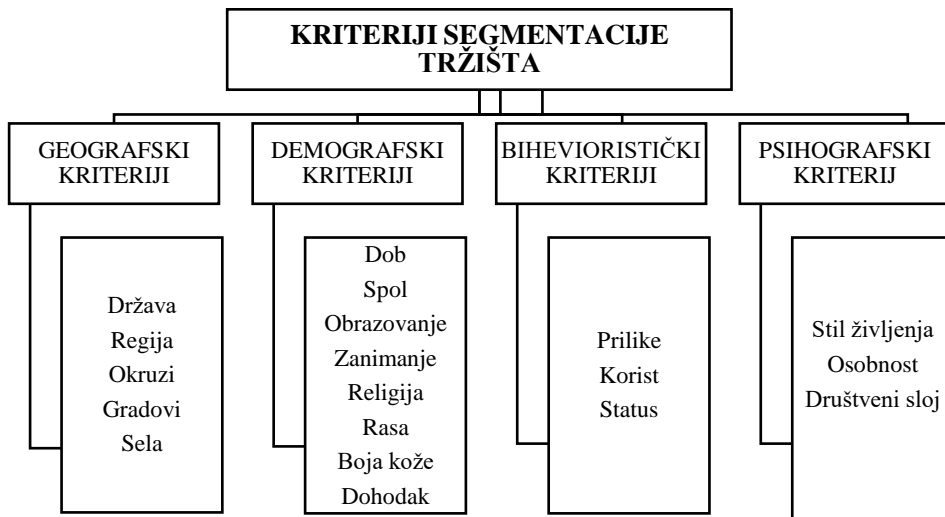 KRITERIJI SEGMENTACIJE
TRŽIŠTA
GEOGRAFSKI
KRITERIJI
Država
Regija
Okruzi
Gradovi
Sela
DEMOGRAFSKI
KRITERIJI
Dob
Spol
Obrazovanje
Zanimanje
Religija
Rasa
Boja kože
Dohodak
BIHEVIORISTIČKI
KRITERIJI
Prilike
Korist
Status
PSIHOGRAFSKI
KRITERIJ
Stil življenja
Osobnost
Društveni sloj